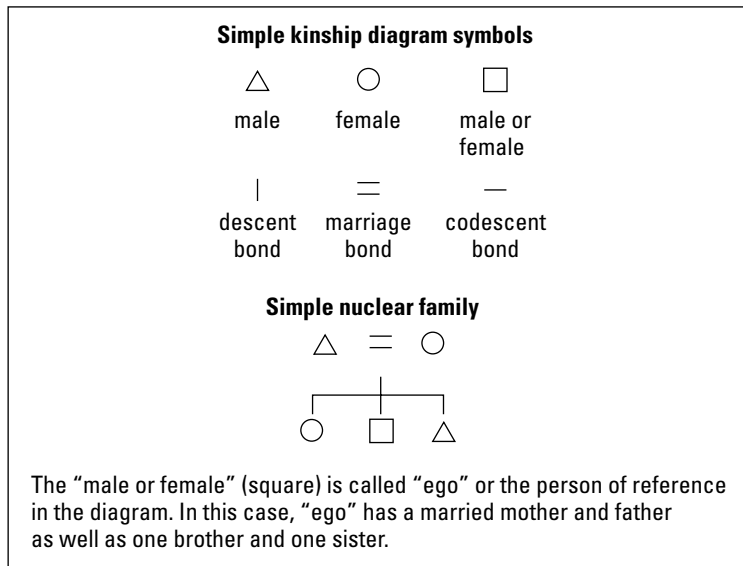 Simple kinship diagram symbols
male female male or
female
descent marriage codescent
bond bond bond
Simple nuclear family
The “male or female” (square) is called “ego” or the person of reference
in the diagram. In this case, “ego” has a married mother and father
as well as one brother and one sister.